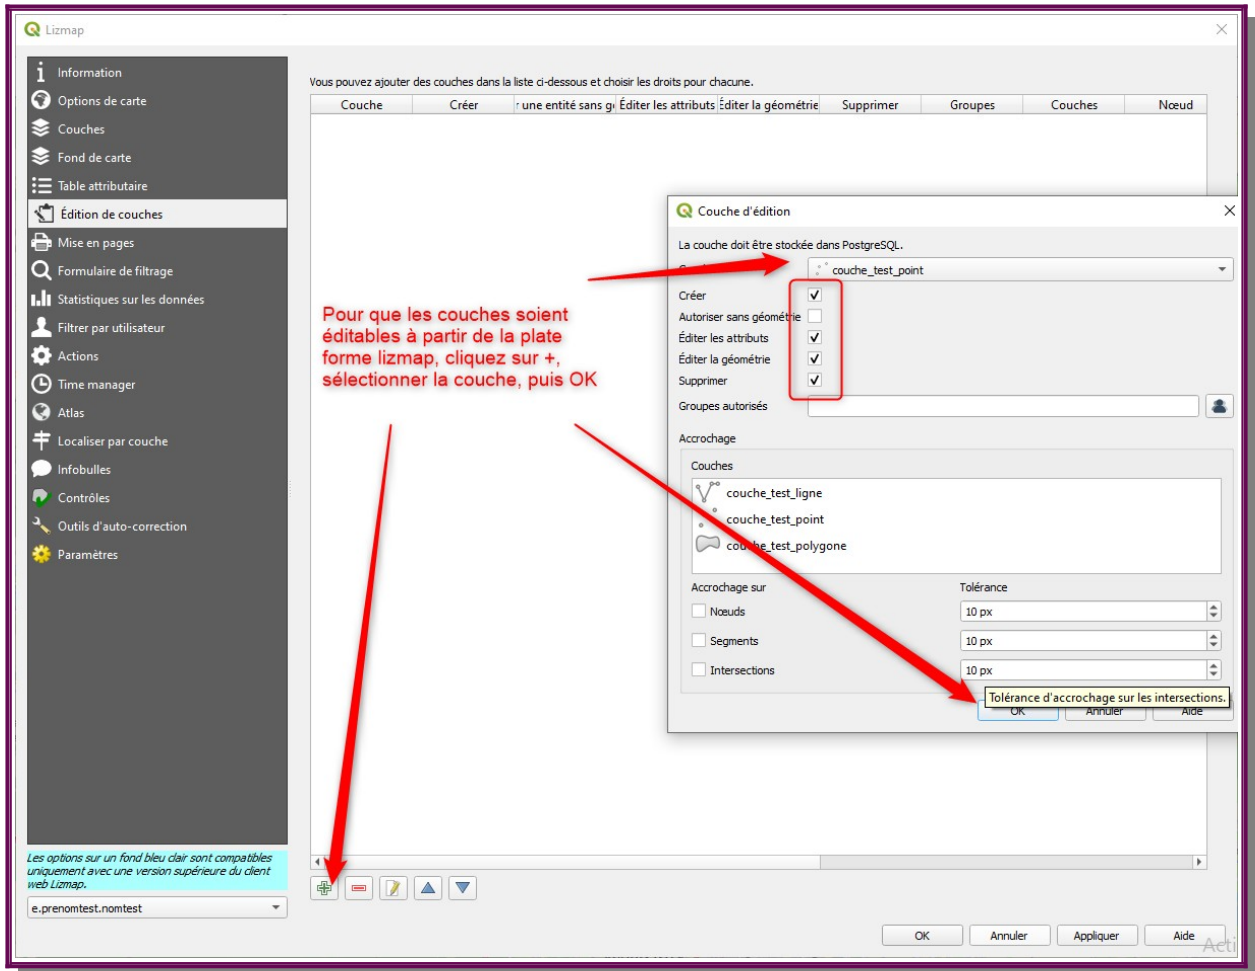 Lizmap
Information
Options de carte
Couches
Fond de carte
Table attributaire
Édition de couches
Mise en pages
Formulaire de filtrage
Statistiques sur les données
Filtrer par utilisateur
Actions
Time manager
Atlas
Localiser par couche
Infobulles
Contrôles
Outils d'auto-correction
Paramètres
Les options sur un fond bleu clair sont compatibles
uniquement avec une version supérieure du client
web Lizmap.
e.prenomtest.nomtest
Vous pouvez ajouter des couches dans la liste ci-dessous et choisir les droits pour chacune.
Couche Créer une entité sans Éditer les attributs Éditer la géométrie Supprimer Groupes Couches Nœud
Pour que les couches soient
éditables à partir de la plate
forme lizmap, cliquez sur +,
sélectionner la couche, puis OK
Couche d'édition
La couche doit être stockée dans PostgreSQL.
couche_test_point
Créer
Autoriser sans géométrie
Éditer les attributs
Éditer la géométrie
Supprimer
Groupes autorisés
Accrochage
Couches
couche_test_ligne
couche_test_point
couche_test_polygone
Accrochage sur Tolérance
Nœuds 10 px
Segments 10 px
Intersections 10 px
Tolérance d'accrochage sur les intersections.
OK Annuler Aide
OK Annuler Appliquer Aide
Acti